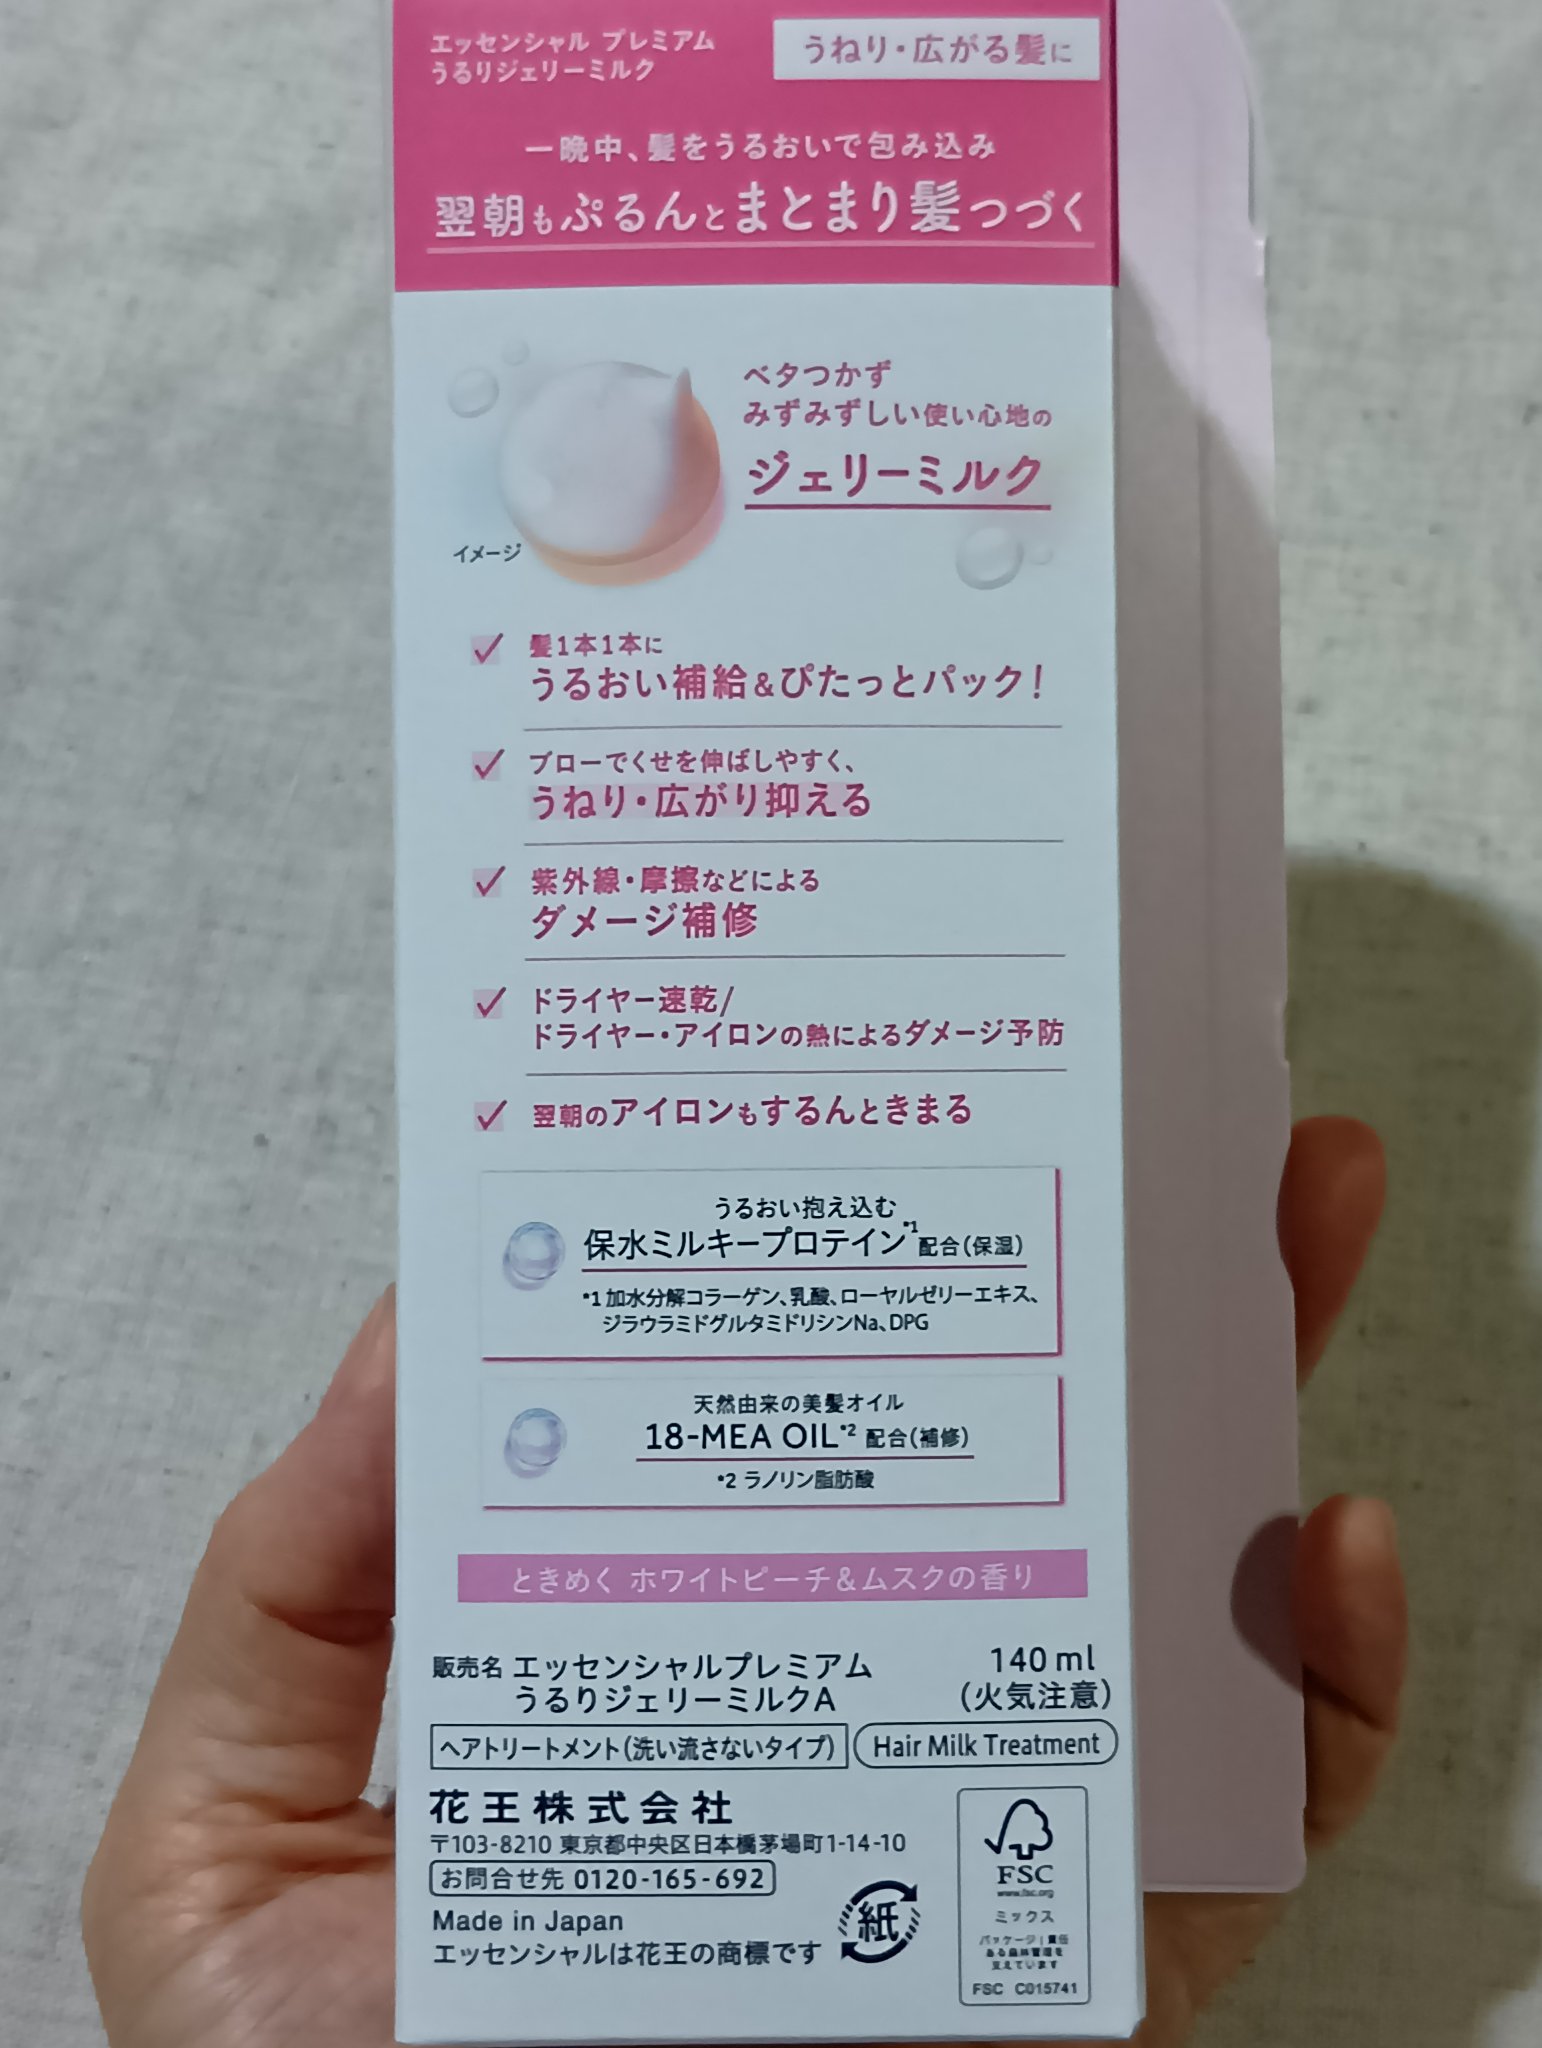 エッセンシャル プレミアム
うるりジェリーミルク
うねり・広がる髪に
一晩中、髪をうるおいで包み込み
翌朝もぷるんとまとまり髪つづく
ベタつかず
みずみずしい使い心地の
ジェリーミルク
イメージ
髪1本1本に
うるおい補給&ぴたっとパック!
ブローでくせを伸ばしやすく、
うねり・広がり抑える
紫外線・摩擦などによる
ダメージ補修
ドライヤー速乾/
ドライヤー・アイロンの熱によるダメージ予防
翌朝のアイロンもするんときまる
うるおい抱え込む
保水ミルキープロテイン*1配合(保湿)
*1 加水分解コラーゲン、乳酸、ローヤルゼリーエキス、
ジラウラミドグルタミドリシンNa、DPG
天然由来の美髪オイル
18-MEA OIL*2 配合(補修)
*2 ラノリン脂肪酸
ときめく ホワイトピーチ&ムスクの香り
販売名 エッセンシャルプレミアム
うるりジェリーミルクA
140 ml
(火気注意)
ヘアトリートメント(洗い流さないタイプ)
Hair Milk Treatment
花王株式会社
〒103-8210 東京都中央区日本橋茅場町1-14-10
お問合せ先 0120-165-692
Made in Japan
エッセンシャルは花王の商標です
紙
FSC
www.fsc.org
ミックス
パッケージ | 責任
ある森林管理を
支えています
FSC C015741